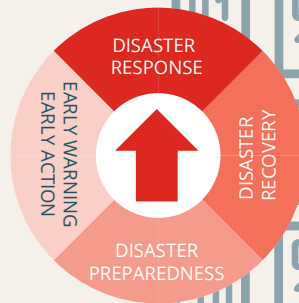 DISASTER
RESPONSE
DISASTER
RECOVERY
DISASTER
PREPAREDNESS
EARLY WARNING
EARLY ACTION